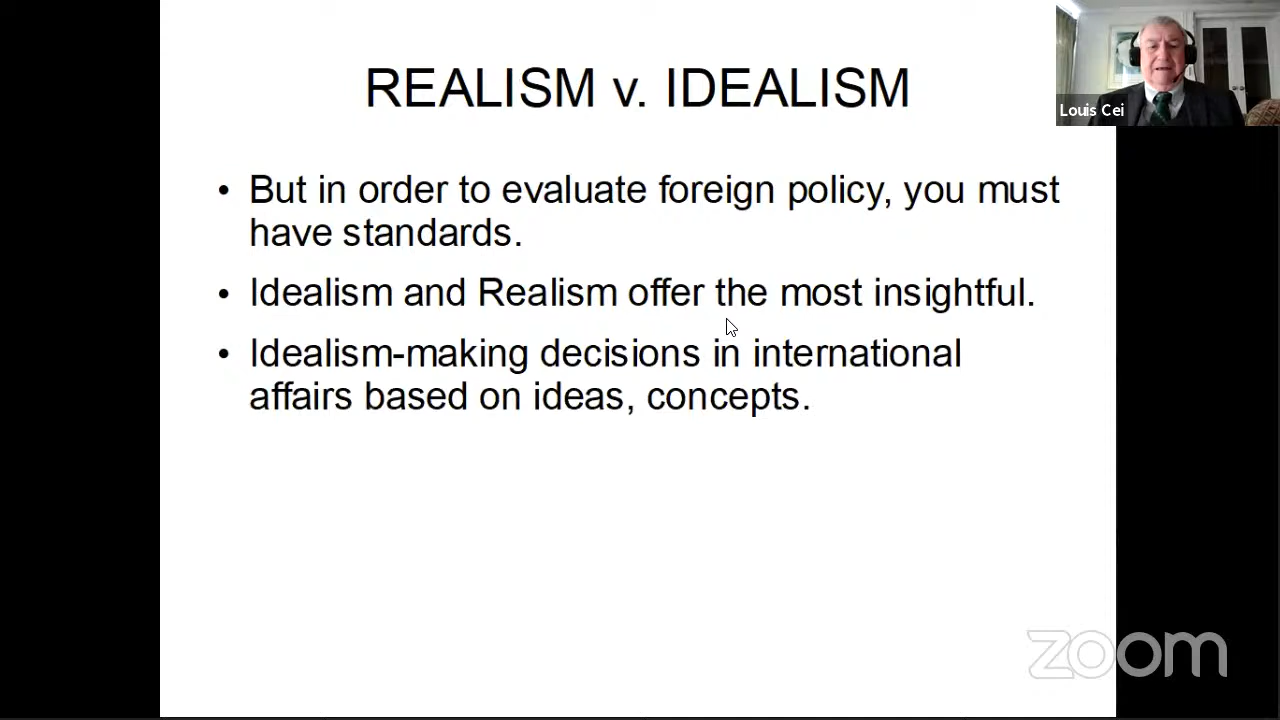 REALISM v. IDEALISM
Louis Cei
• But in order to evaluate foreign policy, you must
have standards.
• Idealism and Realism offer the most insightful.
• Idealism-making decisions in international
affairs based on ideas, concepts.
zoom